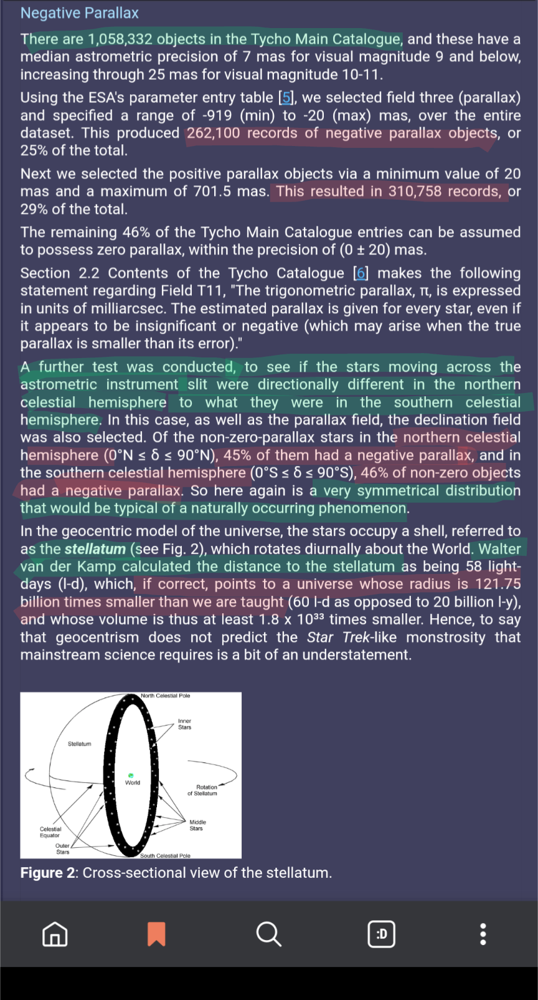 Negative Parallax
There are 1,058,332 objects in the Tycho Main Catalogue, and these have a
median astrometric precision of 7 mas for visual magnitude 9 and below,
increasing through 25 mas for visual magnitude 10-11.
Using the ESA's parameter entry table [5], we selected field three (parallax)
and specified a range of -919 (min) to -20 (max) mas, over the entire
dataset. This produced 262,100 records of negative parallax objects, or
25% of the total.
Next we selected the positive parallax objects via a minimum value of 20
mas and a maximum of 701.5 mas. This resulted in 310,758 records, or
29% of the total.
The remaining 46% of the Tycho Main Catalogue entries can be assumed
to possess zero parallax, within the precision of (0 ± 20) mas.
Section 2.2 Contents of the Tycho Catalogue [6] makes the following
statement regarding Field T11, "The trigonometric parallax, π, is expressed
in units of milliarcsec. The estimated parallax is given for every star, even if
it appears to be insignificant or negative (which may arise when the true
parallax is smaller than its error)."
A further test was conducted, to see if the stars moving across the
astrometric instrument slit were directionally different in the northern
celestial hemisphere to what they were in the southern celestial
hemisphere. In this case, as well as the parallax field, the declination field
was also selected. Of the non-zero-parallax stars in the northern celestial
hemisphere (0°N ≤ δ ≤ 90°N), 45% of them had a negative parallax, and in
the southern celestial hemisphere (0°S ≤ δ ≤ 90°S), 46% of non-zero objects
had a negative parallax. So here again is a very symmetrical distribution
that would be typical of a naturally occurring phenomenon.
In the geocentric model of the universe, the stars occupy a shell, referred to
as the stellatum (see Fig. 2), which rotates diurnally about the World. Walter
van der Kamp calculated the distance to the stellatum as being 58 light-
days (l-d), which, if correct, points to a universe whose radius is 121.75
billion times smaller than we are taught (60 l-d as opposed to 20 billion l-y),
and whose volume is thus at least 1.8 x 10³³ times smaller. Hence, to say
that geocentrism does not predict the Star Trek-like monstrosity that
mainstream science requires is a bit of an understatement.
North Celestial Pole
Inner
Stars
Stellatum
World
Rotation
of Stellatum
Middle
Stars
Celestial
Equator
Outer
Stars
South Celestial Pole
Figure 2: Cross-sectional view of the stellatum.
:D